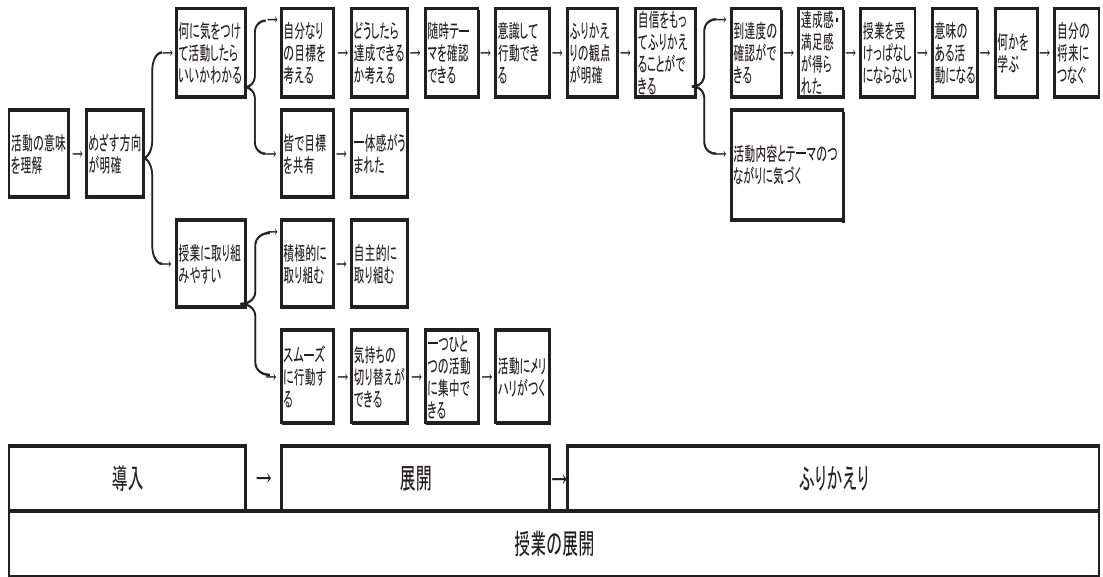 何に気をつけ
て活動したら
いいかわかる
自分なり
の目標を
考える
どうしたら
達成できる
か考える
随時テー
マを確認
できる
意識して
行動でき
る
ふりかえ
りの観点
が明確
自信をもっ
てふりかえ
ることがで
きる
到達度の
確認がで
きる
達成感・
満足感
が得ら
れた
授業を受
けっぱなし
にならない
意味の
ある活
動になる
何かを
学ぶ
自分の
将来に
つなぐ
活動の意味
を理解
めざす方向
が明確
皆で目標
を共有
一体感がう
まれた
活動内容とテーマのつ
ながりに気づく
授業に取り組
みやすい
積極的に
取り組む
自主的に
取り組む
スムーズ
に行動す
る
気持ちの
切り替えが
できる
一つひと
つの活動
に集中で
きる
活動にメリ
ハリがつく
導入
→
展開
→
ふりかえり
授業の展開